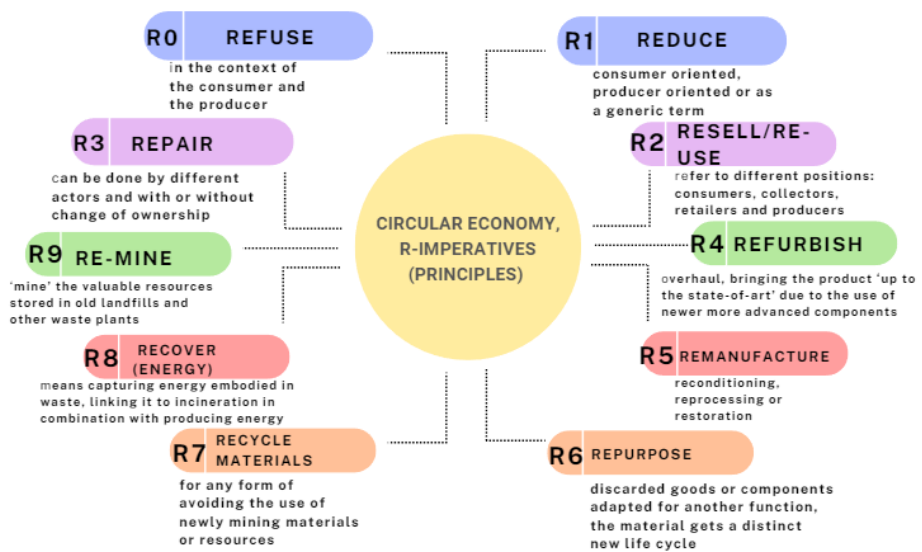 R0 REFUSE
in the context of
the consumer and
the producer
R1 REDUCE
consumer oriented,
producer oriented or as
a generic term
R3 REPAIR
can be done by different
actors and with or without
change of ownership
R2 RESELL/RE-
USE
refer to different positions:
consumers, collectors,
retailers and producers
CIRCULAR ECONOMY,
R-IMPERATIVES
(PRINCIPLES)
R9 RE-MINE
‘mine’ the valuable resources
stored in old landfills and
other waste plants
R4 REFURBISH
overhaul, bringing the product ‘up to
the state-of-art’ due to the use of
newer more advanced components
R8 RECOVER
(ENERGY)
means capturing energy embodied in
waste, linking it to incineration in
combination with producing energy
R5 REMANUFACTURE
reconditioning,
reprocessing or
restoration
R7 RECYCLE
MATERIALS
for any form of
avoiding the use of
newly mining materials
or resources
R6 REPURPOSE
discarded goods or components
adapted for another function,
the material gets a distinct
new life cycle